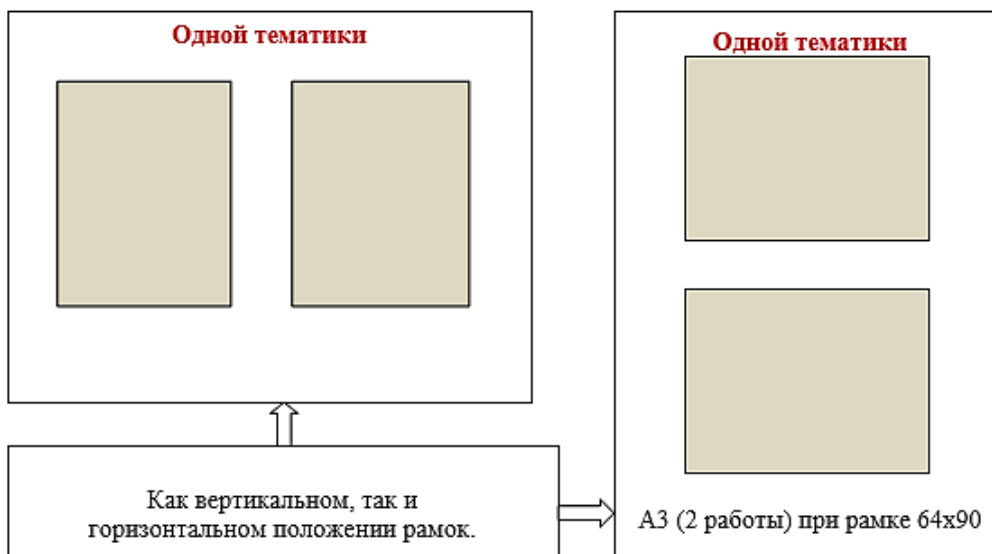 Одной тематики
Одной тематики
Как вертикальном, так и
горизонтальном положении рамок.
А3 (2 работы) при рамке 64х90